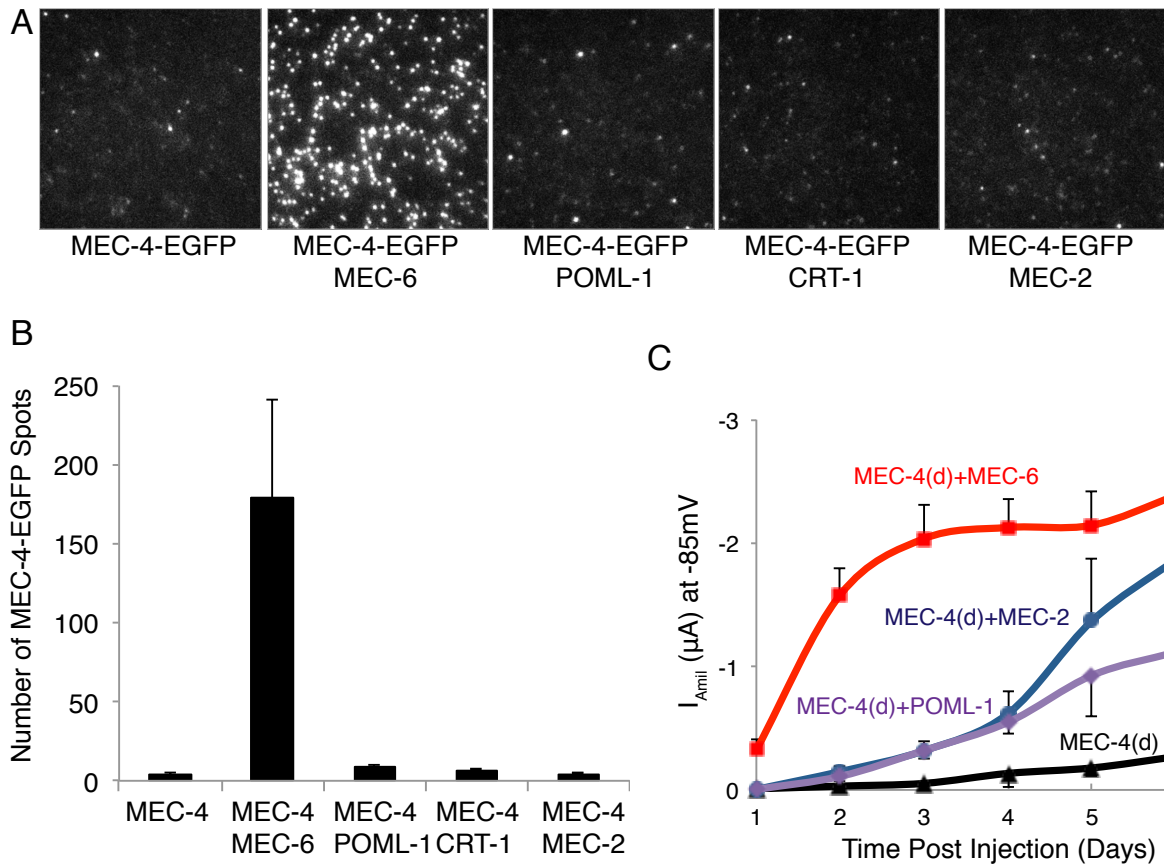 A
MEC-4-EGFP
MEC-4-EGFP
MEC-6
MEC-4-EGFP
POML-1
MEC-4-EGFP
CRT-1
MEC-4-EGFP
MEC-2
B
Number of MEC-4-EGFP Spots
250
200
150
100
50
0
MEC-4
MEC-4
MEC-6
MEC-4
POML-1
MEC-4
CRT-1
MEC-4
MEC-2
C
I_Amil (µA) at -85mV
-3
-2
-1
0
MEC-4(d)+MEC-6
MEC-4(d)+MEC-2
MEC-4(d)+POML-1
MEC-4(d)
1 2 3 4 5
Time Post Injection (Days)